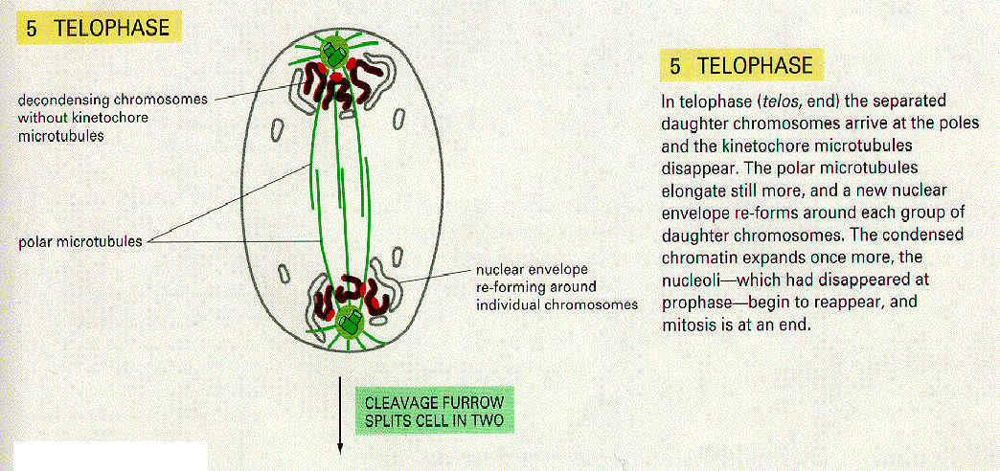 5 TELOPHASE
decondensing chromosomes
without kinetochore
microtubules
polar microtubules
nuclear envelope
re-forming around
individual chromosomes
CLEAVAGE FURROW
SPLITS CELL IN TWO
5 TELOPHASE
In telophase (telos, end) the separated
daughter chromosomes arrive at the poles
and the kinetochore microtubules
disappear. The polar microtubules
elongate still more, and a new nuclear
envelope re-forms around each group of
daughter chromosomes. The condensed
chromatin expands once more, the
nucleoli—which had disappeared at
prophase—begin to reappear, and
mitosis is at an end.